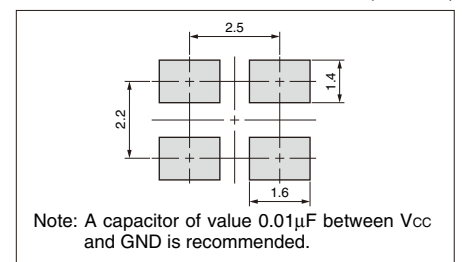 2.5
1.4
2.2
1.6
Note: A capacitor of value 0.01μF between Vcc
and GND is recommended.